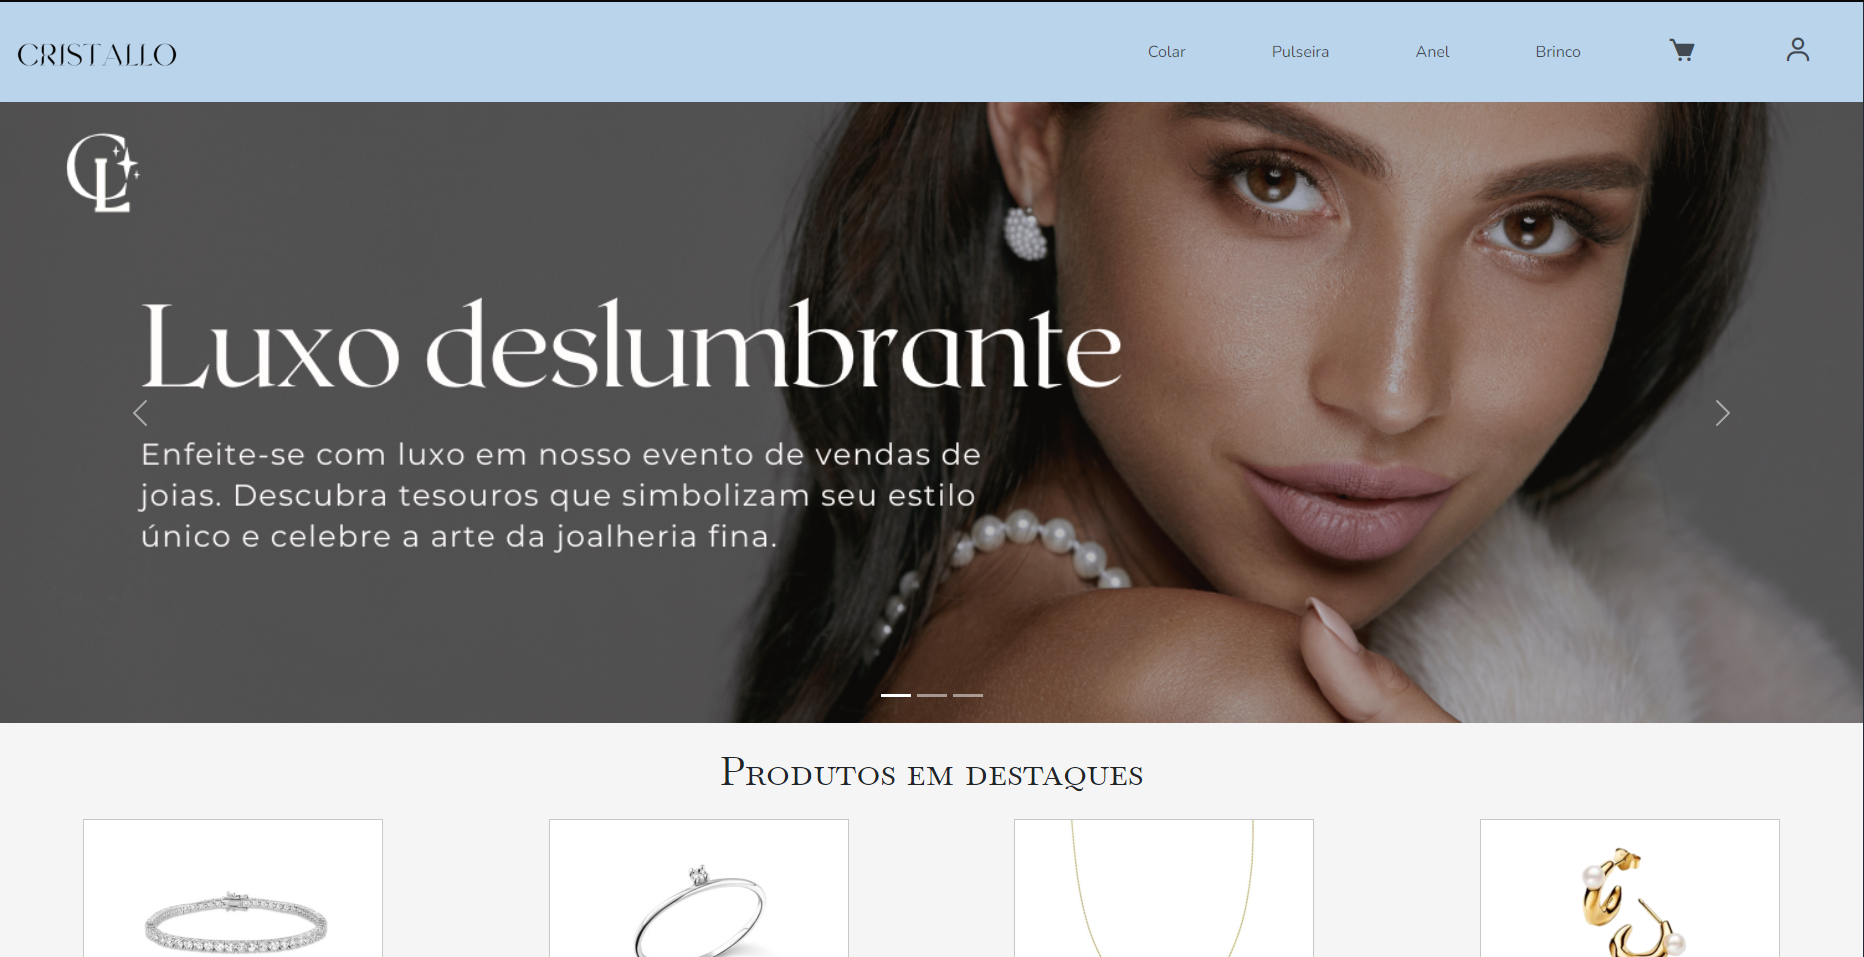 CRISTALLO
Colar
Pulseira
Anel
Brinco
CL
Luxo deslumbrante
Enfeite-se com luxo em nosso evento de vendas de
joias. Descubra tesouros que simbolizam seu estilo
único e celebre a arte da joalheria fina.
Produtos em destaques